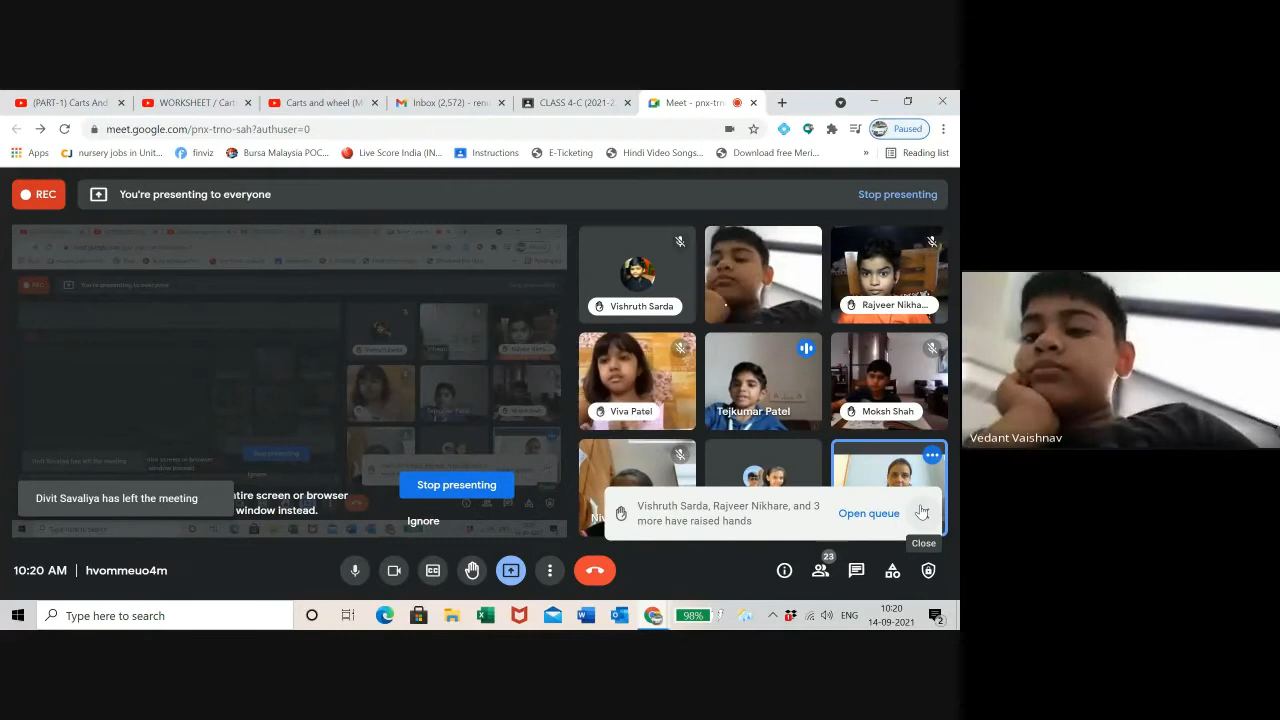 (PART-1) Carts And
WORKSHEET / Cart
Carts and wheel (M
Inbox (2,572) - ren
CLASS 4-C (2021-2
Meet - pnx-trn
meet.google.com/pnx-trno-sah?authuser=0
Paused
Apps
nursery jobs in Unit...
finviz
Bursa Malaysia POC...
Live Score India (IN...
Instructions
E-Ticketing
Hindi Video Songs...
Download free Meri...
»
Reading list
REC
You're presenting to everyone
Stop presenting
Vishruth Sarda
Rajveer Nikha...
Viva Patel
Tejkumar Patel
Moksh Shah
Vedant Vaishnav
Divit Savaliya has left the meeting
ntire screen or browser
window instead.
Stop presenting
Ignore
Vishruth Sarda, Rajveer Nikhare, and 3
more have raised hands
Open queue
Close
10:20 AM
hvommeuo4m
23
Type here to search
98%
ENG
10:20
14-09-2021
2